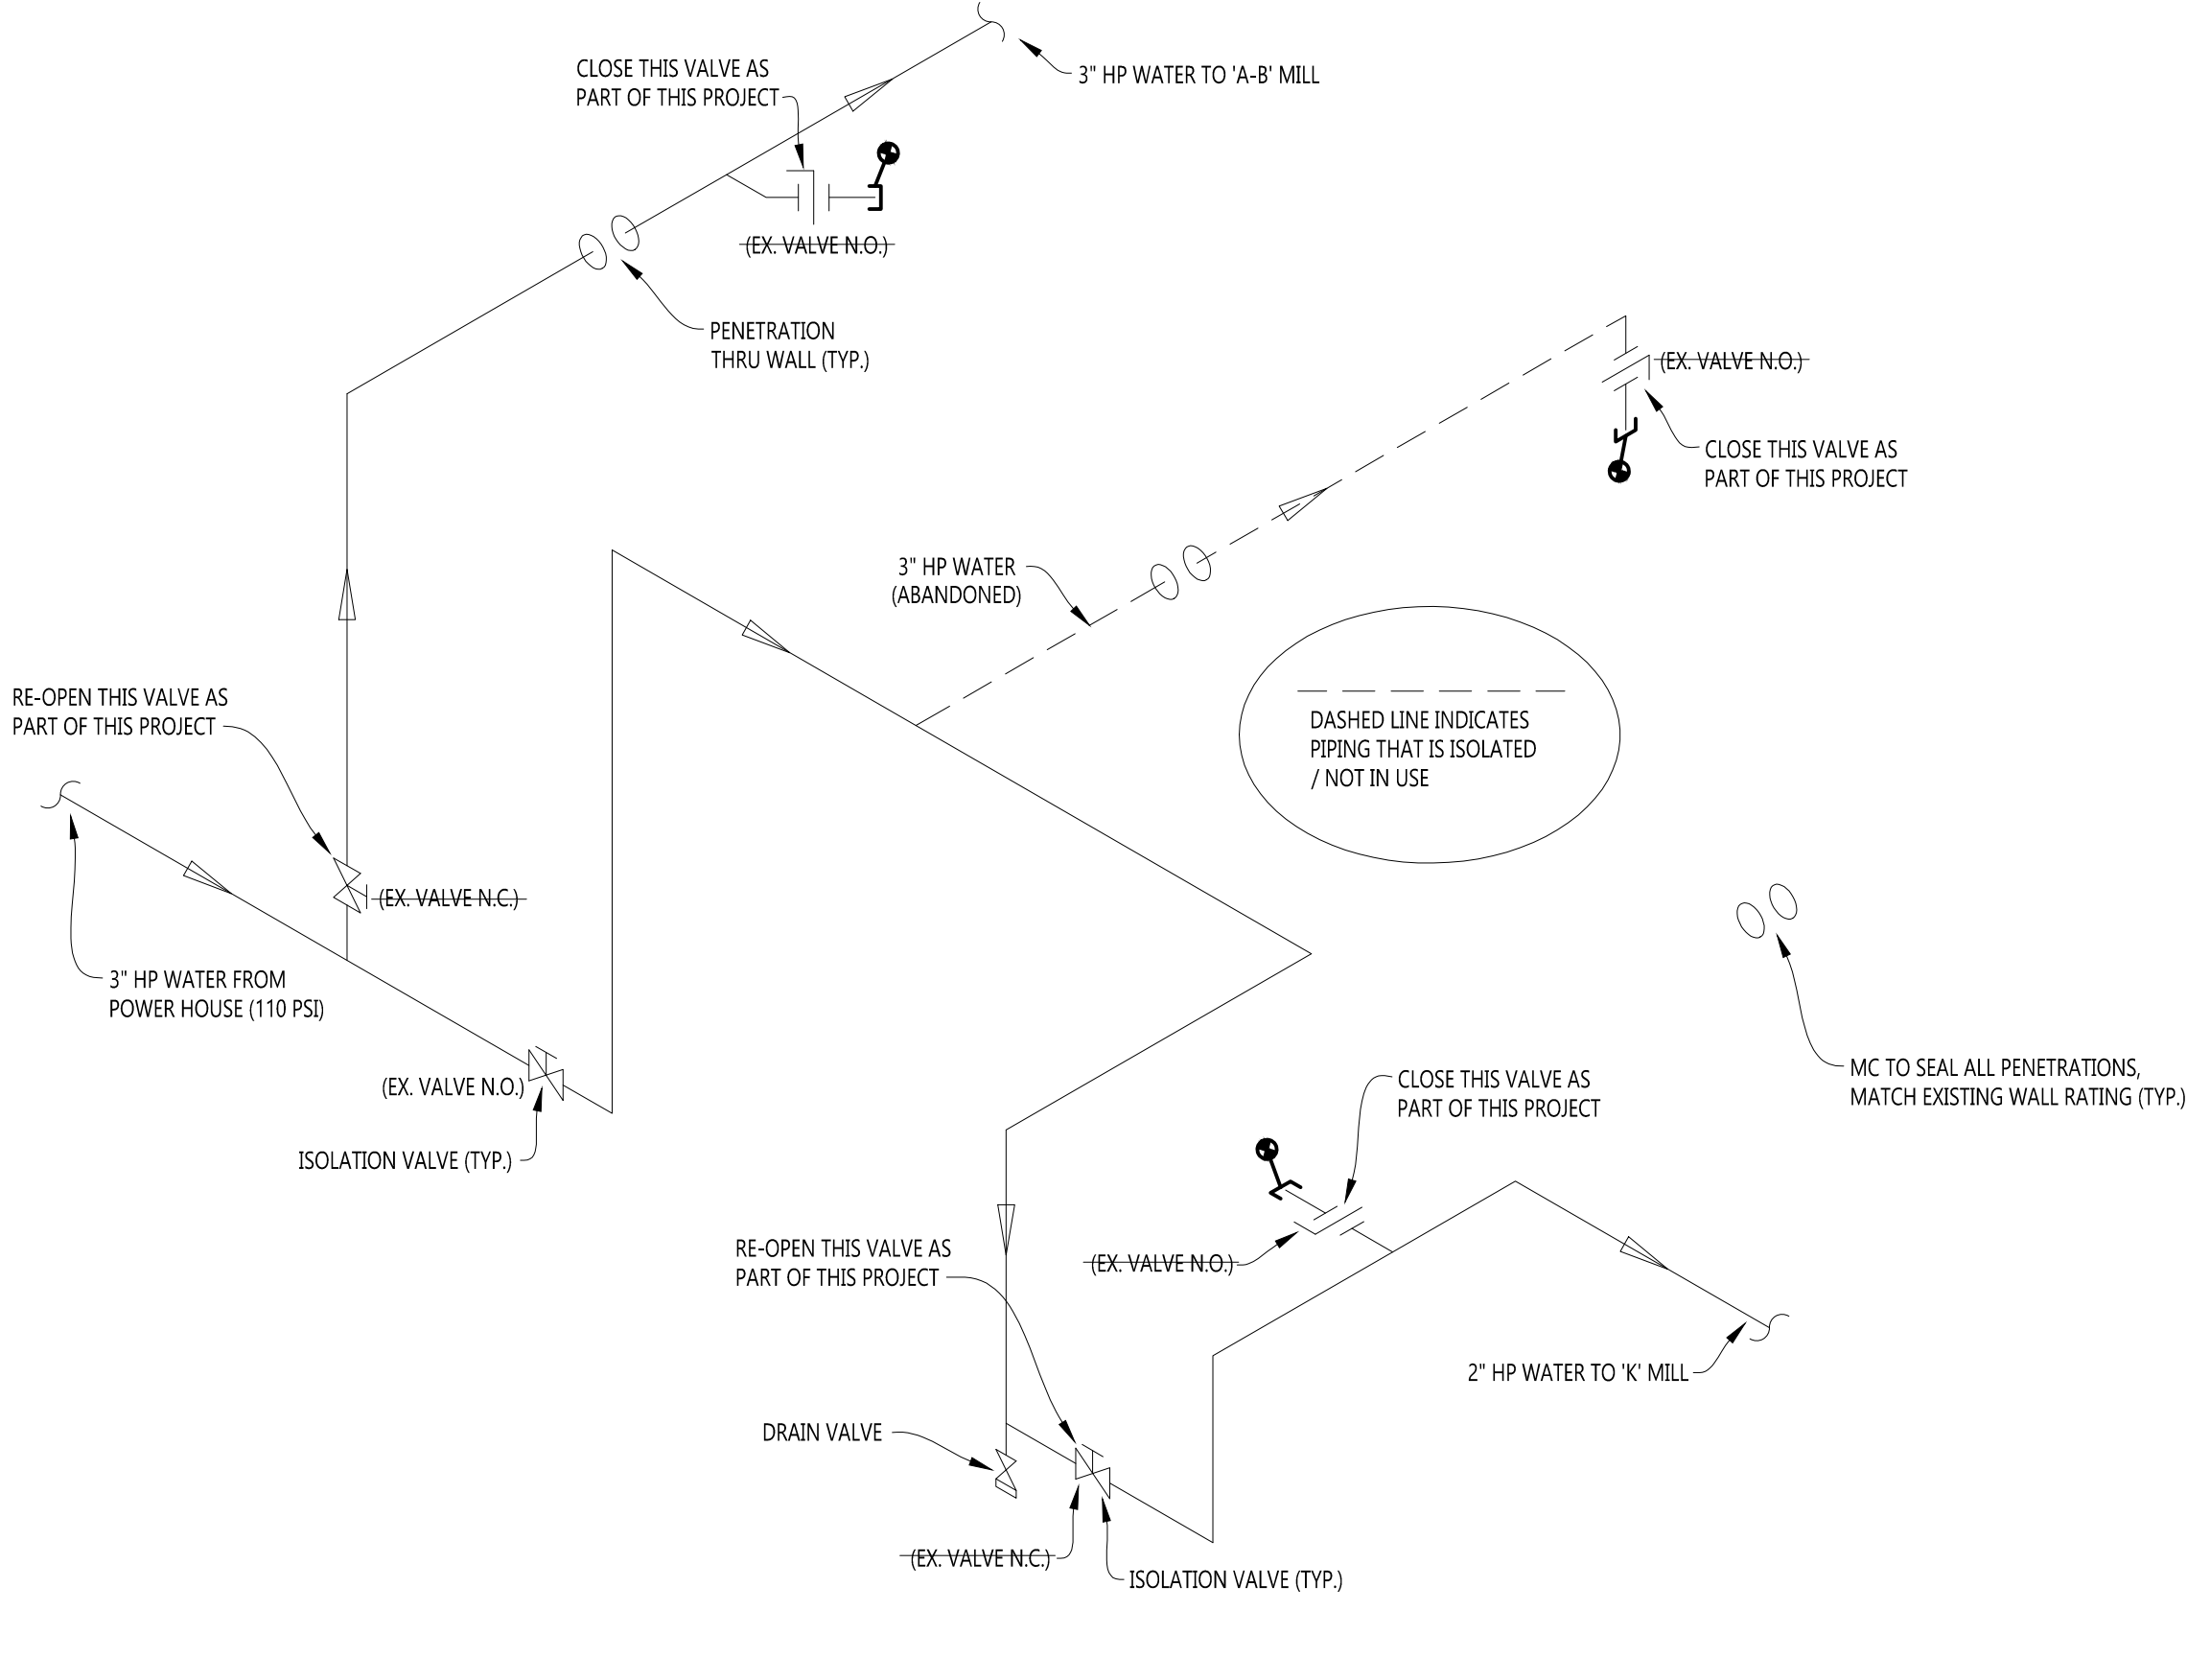 CLOSE THIS VALVE AS
PART OF THIS PROJECT
3" HP WATER TO 'A-B' MILL
(EX. VALVE N.O.)
PENETRATION
THRU WALL (TYP.)
(EX. VALVE N.O.)
CLOSE THIS VALVE AS
PART OF THIS PROJECT
3" HP WATER
(ABANDONED)
RE-OPEN THIS VALVE AS
PART OF THIS PROJECT
DASHED LINE INDICATES
PIPING THAT IS ISOLATED
/ NOT IN USE
(EX. VALVE N.C.)
3" HP WATER FROM
POWER HOUSE (110 PSI)
(EX. VALVE N.O.)
ISOLATION VALVE (TYP.)
CLOSE THIS VALVE AS
PART OF THIS PROJECT
MC TO SEAL ALL PENETRATIONS,
MATCH EXISTING WALL RATING (TYP.)
RE-OPEN THIS VALVE AS
PART OF THIS PROJECT
(EX. VALVE N.O.)
2" HP WATER TO 'K' MILL
DRAIN VALVE
(EX. VALVE N.C.)
ISOLATION VALVE (TYP.)